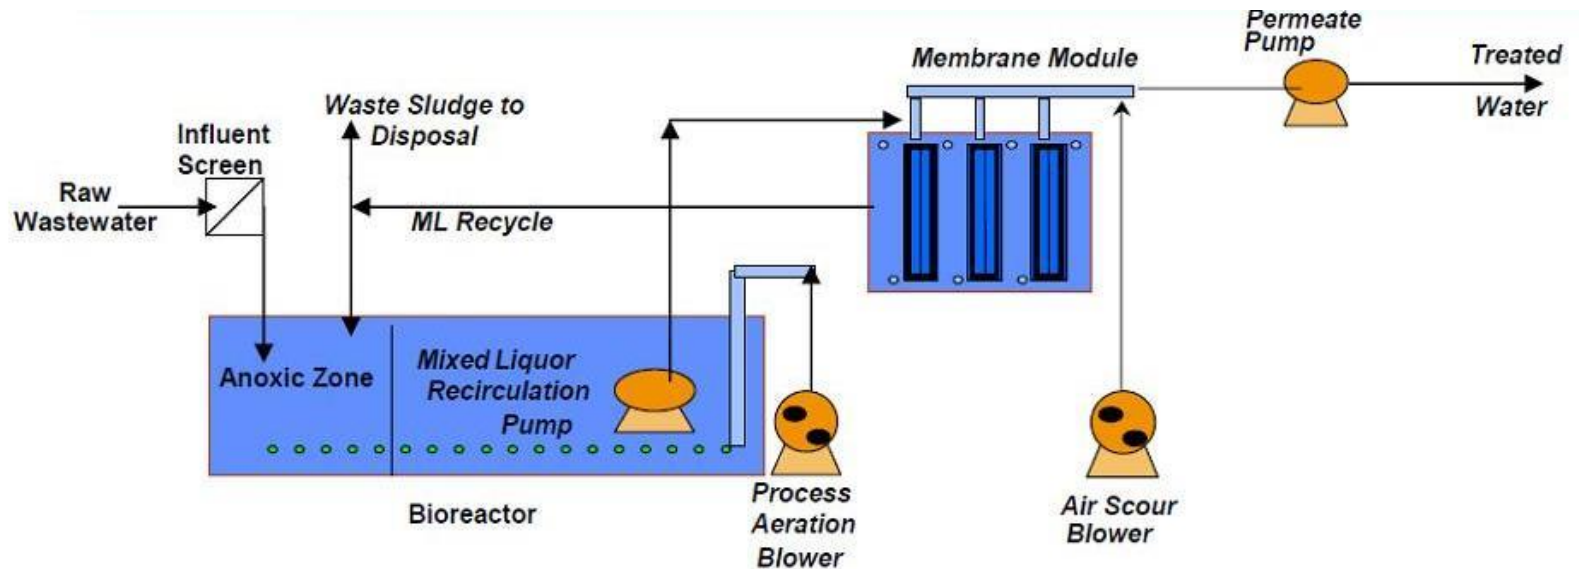 Permeate
Pump
Membrane Module
Treated
Water
Waste Sludge to
Disposal
Influent
Screen
Raw
Wastewater
ML Recycle
Mixed Liquor
Recirculation
Pump
Anoxic Zone
Bioreactor
Process
Aeration
Blower
Air Scour
Blower